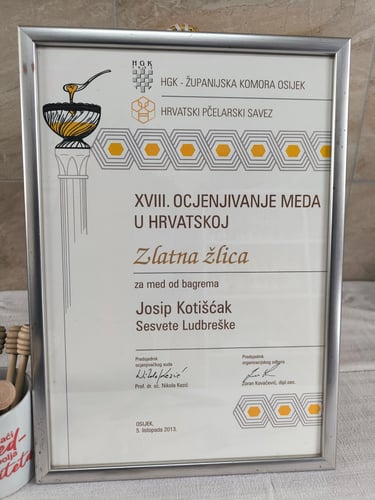 HGK
HGK - ŽUPANIJSKA KOMORA OSIJEK
HRVATSKI PČELARSKI SAVEZ
XVIII. OCJENJIVANJE MEDA
U HRVATSKOJ
Zlatna žlica
za med od bagrema
Josip Kotišćak
Sesvete Ludbreške
Predsjednik
ocjenjivačkog suda
Prof. dr. sc. Nikola Kezić
Predsjednik
organizacijskog odbora
Zoran Kovačević, dipl.oec.
OSIJEK,
5. listopada 2013.